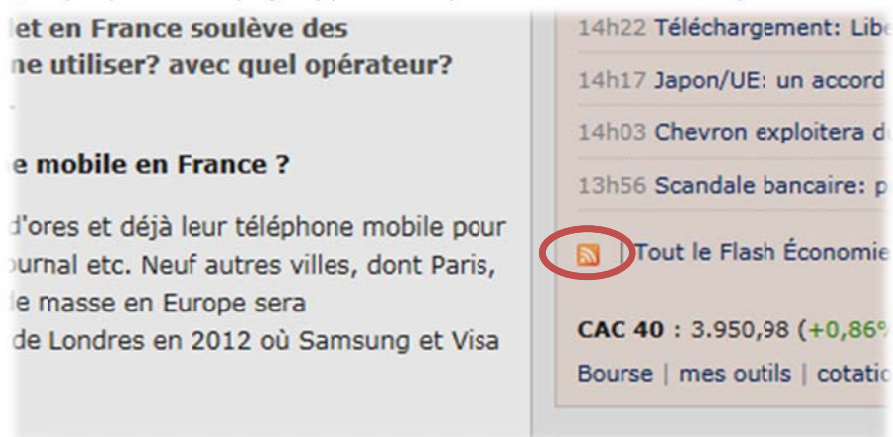 let en France soulève des
ne utiliser? avec quel opérateur?
e mobile en France ?
d'ores et déjà leur téléphone mobile pour
ournal etc. Neuf autres villes, dont Paris,
de masse en Europe sera
de Londres en 2012 où Samsung et Visa
14h22 Téléchargement: Libe
14h17 Japon/UE: un accord
14h03 Chevron exploitera d
13h56 Scandale bancaire: p
| Tout le Flash Économie
CAC 40 : 3.950,98 (+0,86%
Bourse | mes outils | cotatio